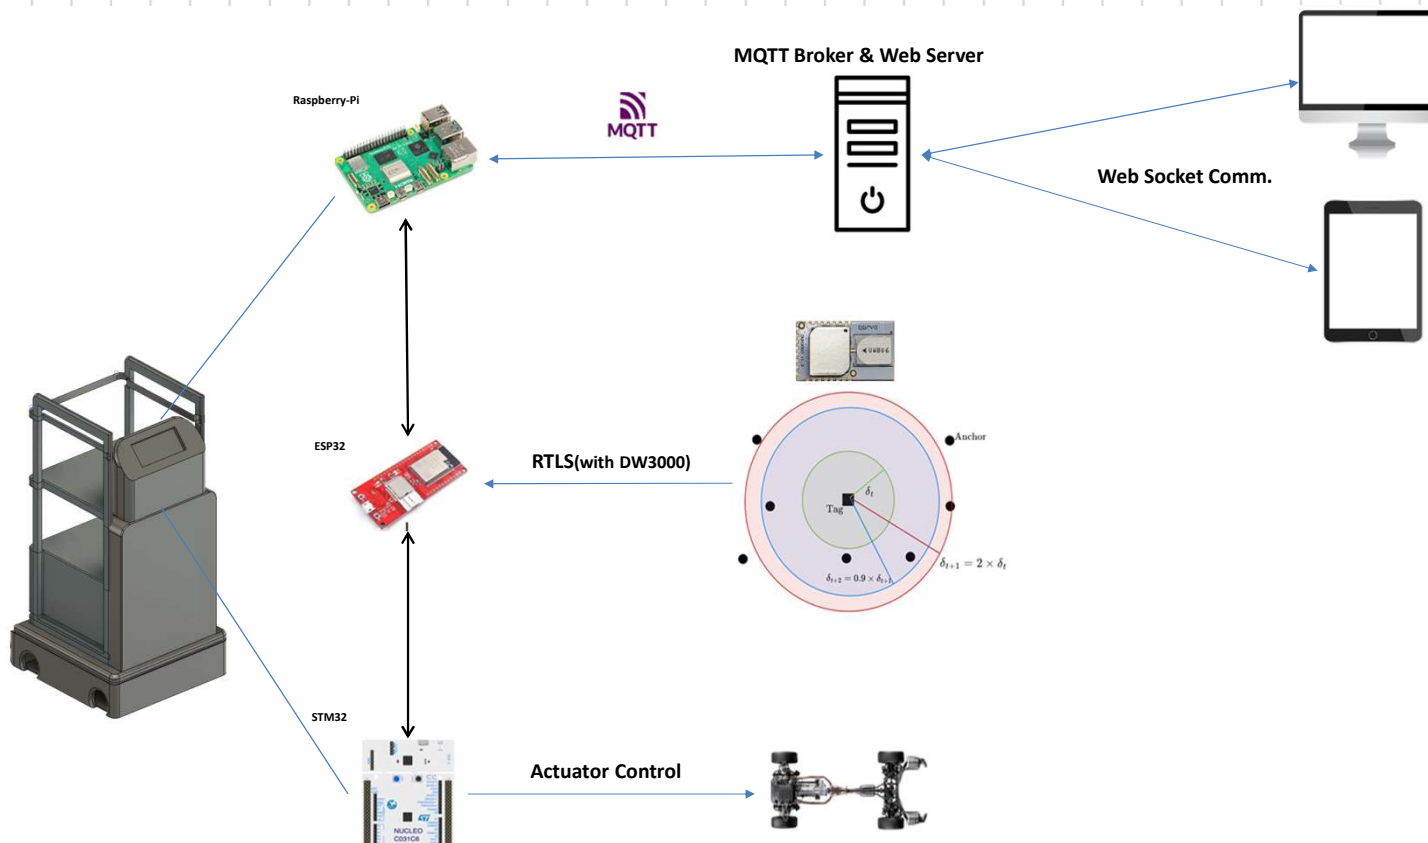 MQTT Broker & Web Server
Raspberry-Pi
MQTT
Web Socket Comm.
ESP32
RTLS(with DW3000)
Anchor
δ_t
Tag
δ_{t+1} = 2 × δ_t
δ_{t+2} = 0.9 × δ_{t+1}
STM32
Actuator Control
NUCLEO
C031C6